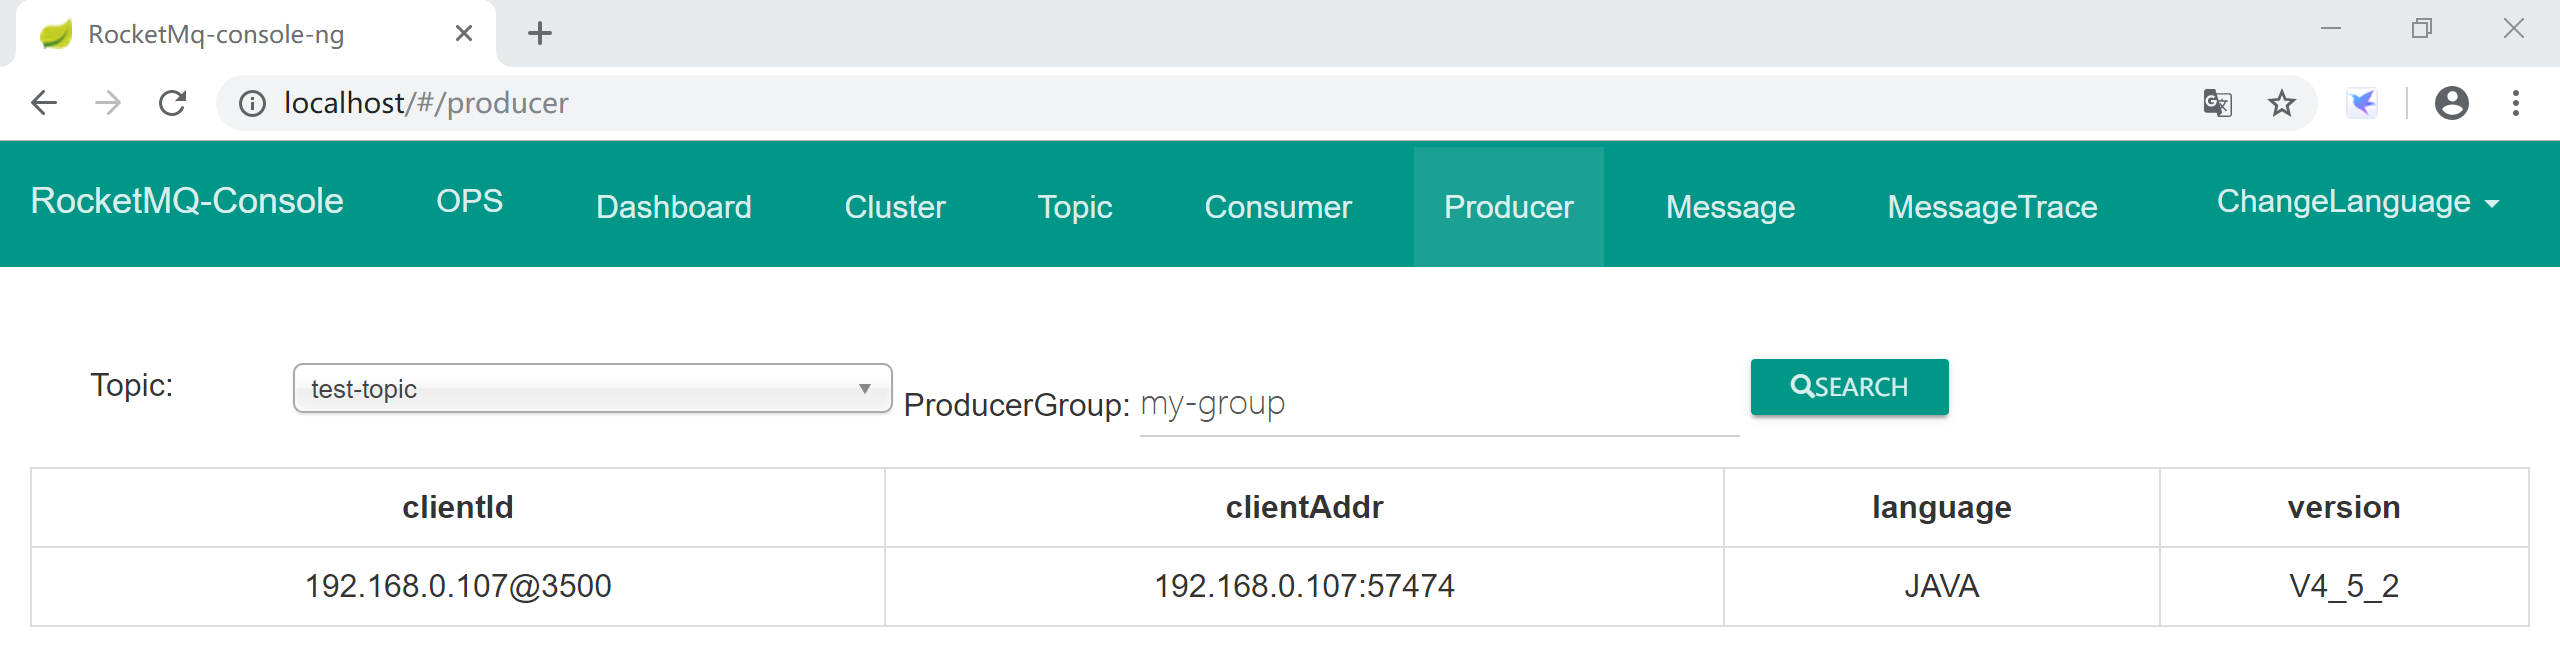 RocketMq-console-ng
localhost/#/producer
RocketMQ-Console OPS Dashboard Cluster Topic Consumer Producer Message MessageTrace ChangeLanguage
Topic: test-topic ProducerGroup: my-group SEARCH
clientId clientAddr language version
192.168.0.107@3500 192.168.0.107:57474 JAVA V4_5_2